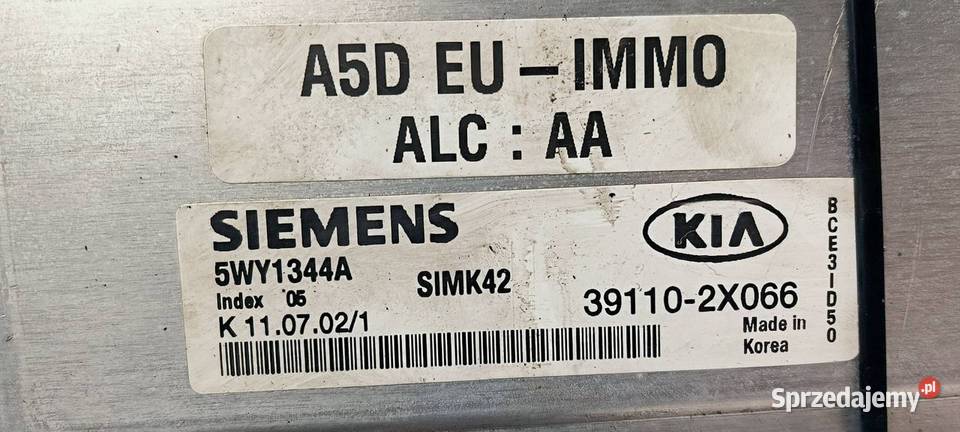 A5D EU – IMMO
ALC : AA
SIEMENS
KIA
5WY1344A
SIMK42
Index '05
39110-2X066
K 11.07.02/1
Made in
Korea
BCE3ID50
Sprzedajemy.pl